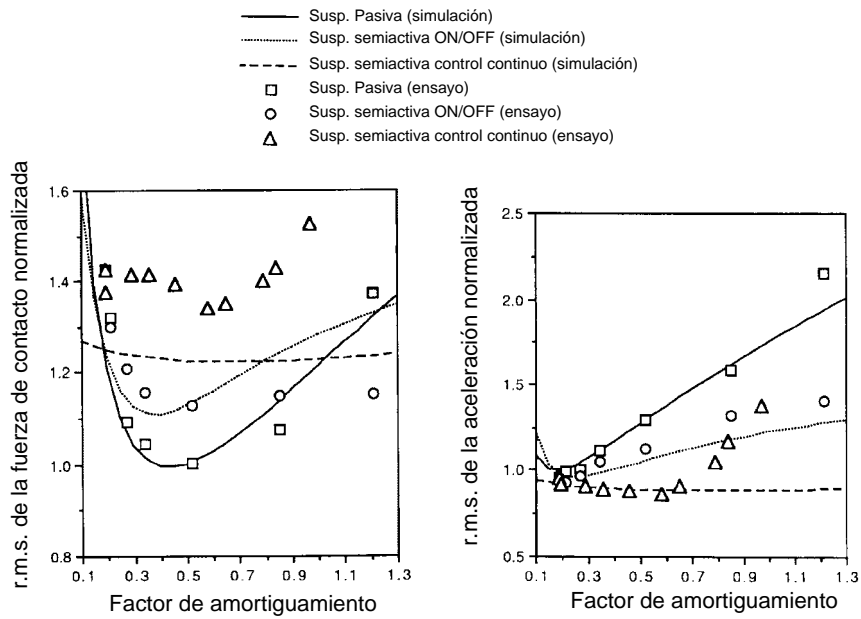 Susp. Pasiva (simulación)
Susp. semiactiva ON/OFF (simulación)
Susp. semiactiva control continuo (simulación)
Susp. Pasiva (ensayo)
Susp. semiactiva ON/OFF (ensayo)
Susp. semiactiva control continuo (ensayo)
r.m.s. de la fuerza de contacto normalizada
1.6
1.4
1.2
1.0
0.8
0.1 0.3 0.5 0.7 0.9 1.1 1.3
Factor de amortiguamiento
r.m.s. de la aceleración normalizada
2.5
2.0
1.5
1.0
0.5
0.1 0.3 0.5 0.7 0.9 1.1 1.3
Factor de amortiguamiento